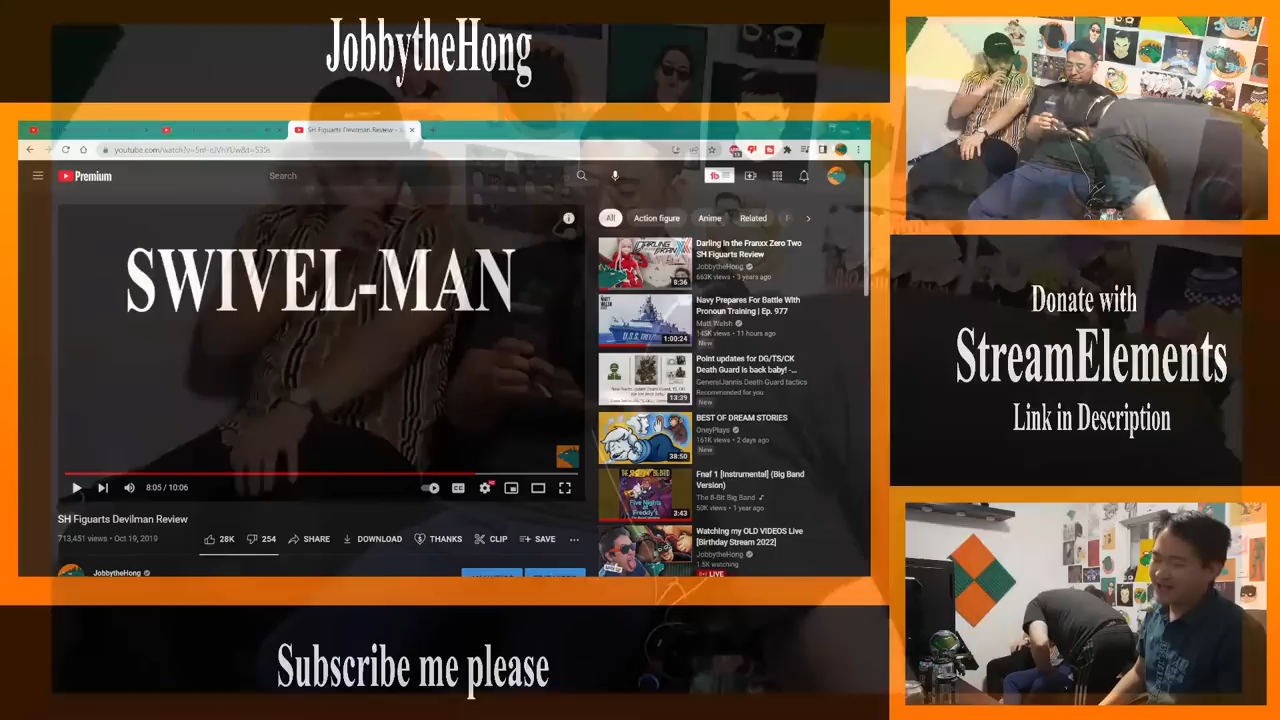 JobbytheHong
SH Figuarts Devilman Review -
Premium
Search
SWIVEL-MAN
8:05 / 10:06
SH Figuarts Devilman Review
713,451 views • Oct 19, 2019
28K
254
SHARE
DOWNLOAD
THANKS
CLIP
SAVE
JobbytheHong
All
Action figure
Anime
Related
Darling in the Franxx Zero Two
SH Figuarts Review
JobbytheHong
663K views • 3 years ago
8:36
Navy Prepares For Battle With
Pronoun Training | Ep. 977
Matt Walsh
145K views • 11 hours ago
New
1:00:24
Point updates for DG/TS/CK
Death Guard is back baby! -...
GeneralJannis Death Guard tactics
Recommended for you
New
13:39
BEST OF DREAM STORIES
OneyPlays
161K views • 2 days ago
New
38:50
Fnaf 1 [Instrumental] (Big Band
Version)
The 8-Bit Big Band
50K views • 1 year ago
Five Nights
at
Freddy's
3:43
Watching my OLD VIDEOS Live
[Birthday Stream 2022]
JobbytheHong
1.5K watching
LIVE
Donate with
StreamElements
Link in Description
Subscribe me please